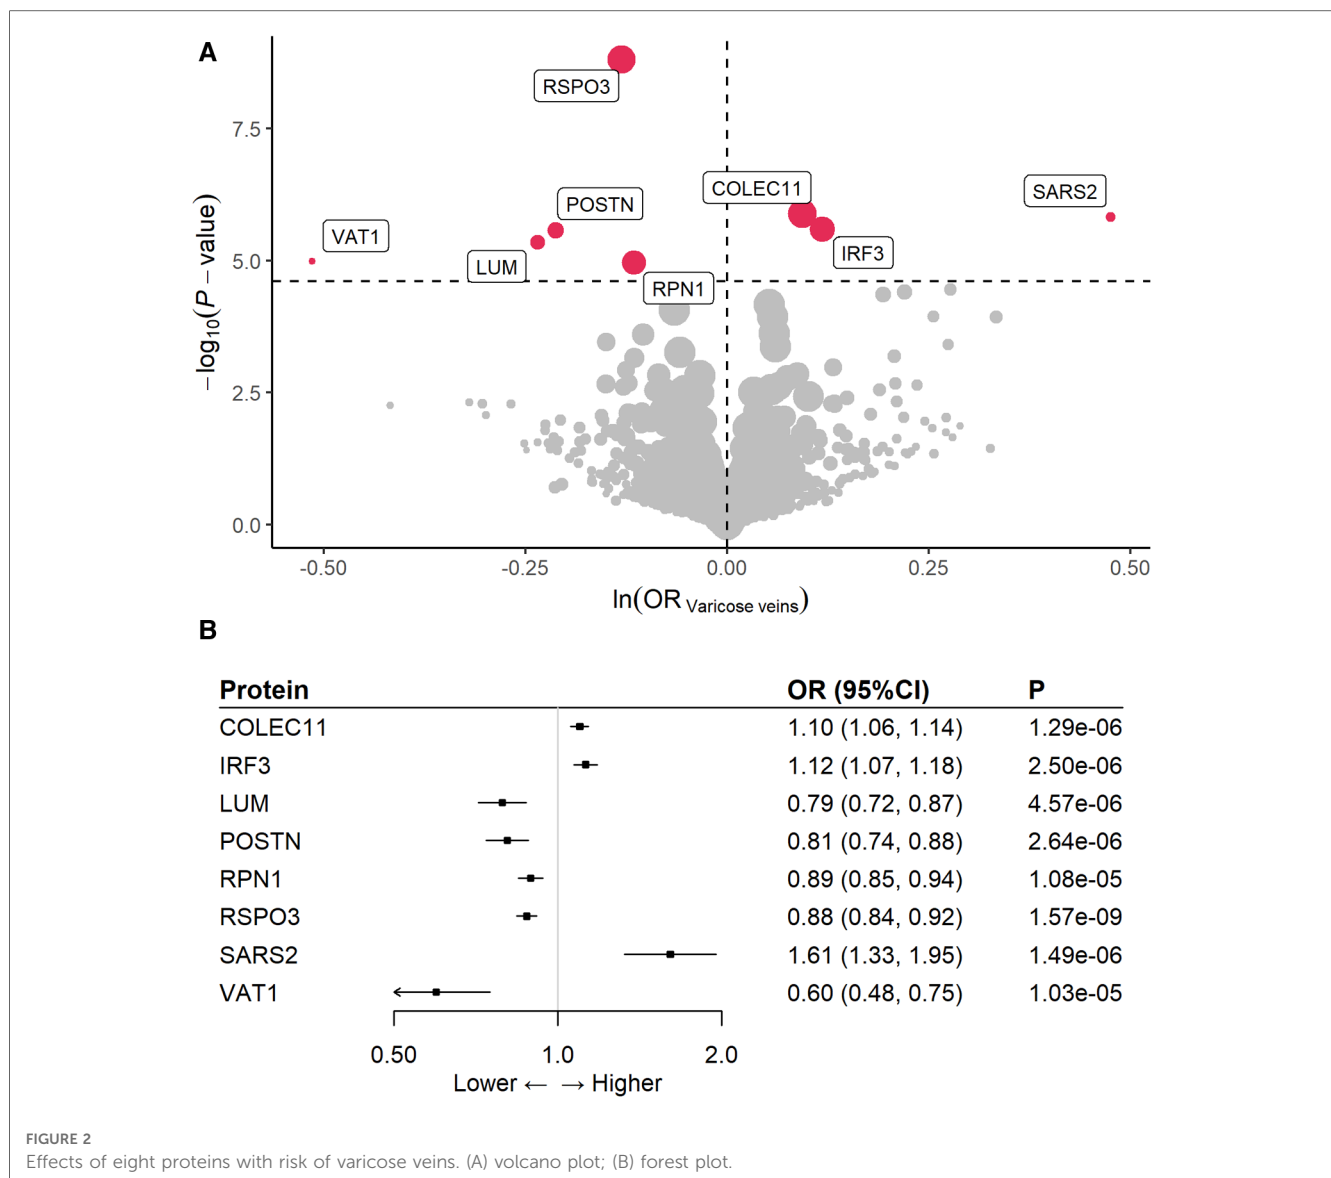 A
RSPO3
7.5
COLEC11
SARS2
POSTN
VAT1
IRF3
LUM
5.0
RPN1
−log10(P−value)
2.5
0.0
-0.50 -0.25 0.00 0.25 0.50
ln(OR Varicose veins)
B
Protein OR (95%CI) P
COLEC11 1.10 (1.06, 1.14) 1.29e-06
IRF3 1.12 (1.07, 1.18) 2.50e-06
LUM 0.79 (0.72, 0.87) 4.57e-06
POSTN 0.81 (0.74, 0.88) 2.64e-06
RPN1 0.89 (0.85, 0.94) 1.08e-05
RSPO3 0.88 (0.84, 0.92) 1.57e-09
SARS2 1.61 (1.33, 1.95) 1.49e-06
VAT1 0.60 (0.48, 0.75) 1.03e-05
0.50 1.0 2.0
Lower ← → Higher
FIGURE 2
Effects of eight proteins with risk of varicose veins. (A) volcano plot; (B) forest plot.